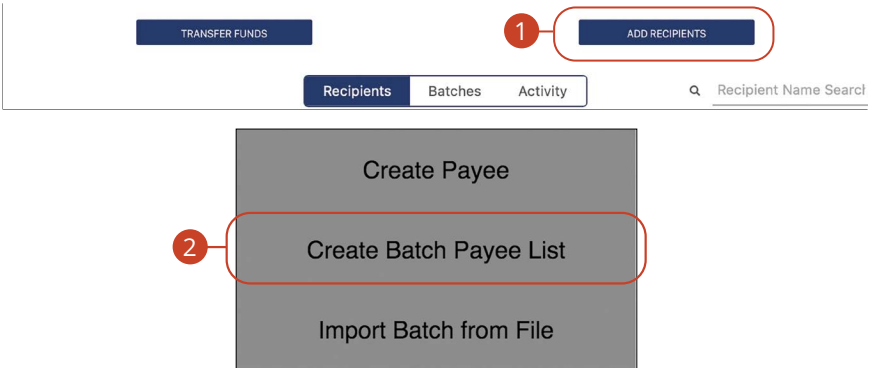 TRANSFER FUNDS
1
ADD RECIPIENTS
Recipients
Batches
Activity
Recipient Name Search
Create Payee
2
Create Batch Payee List
Import Batch from File